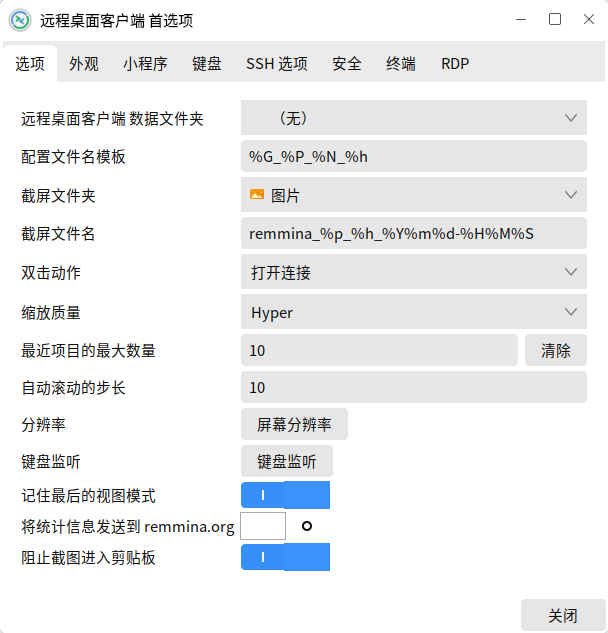 远程桌面客户端 首选项
选项 外观 小程序 键盘 SSH 选项 安全 终端 RDP
远程桌面客户端 数据文件夹 （无）
配置文件名模板 %G_%P_%N_%h
截屏文件夹 图片
截屏文件名 remmina_%p_%h_%Y%m%d-%H%M%S
双击动作 打开连接
缩放质量 Hyper
最近项目的最大数量 10 清除
自动滚动的步长 10
分辨率 屏幕分辨率
键盘监听 键盘监听
记住最后的视图模式
将统计信息发送到 remmina.org
阻止截图进入剪贴板
关闭